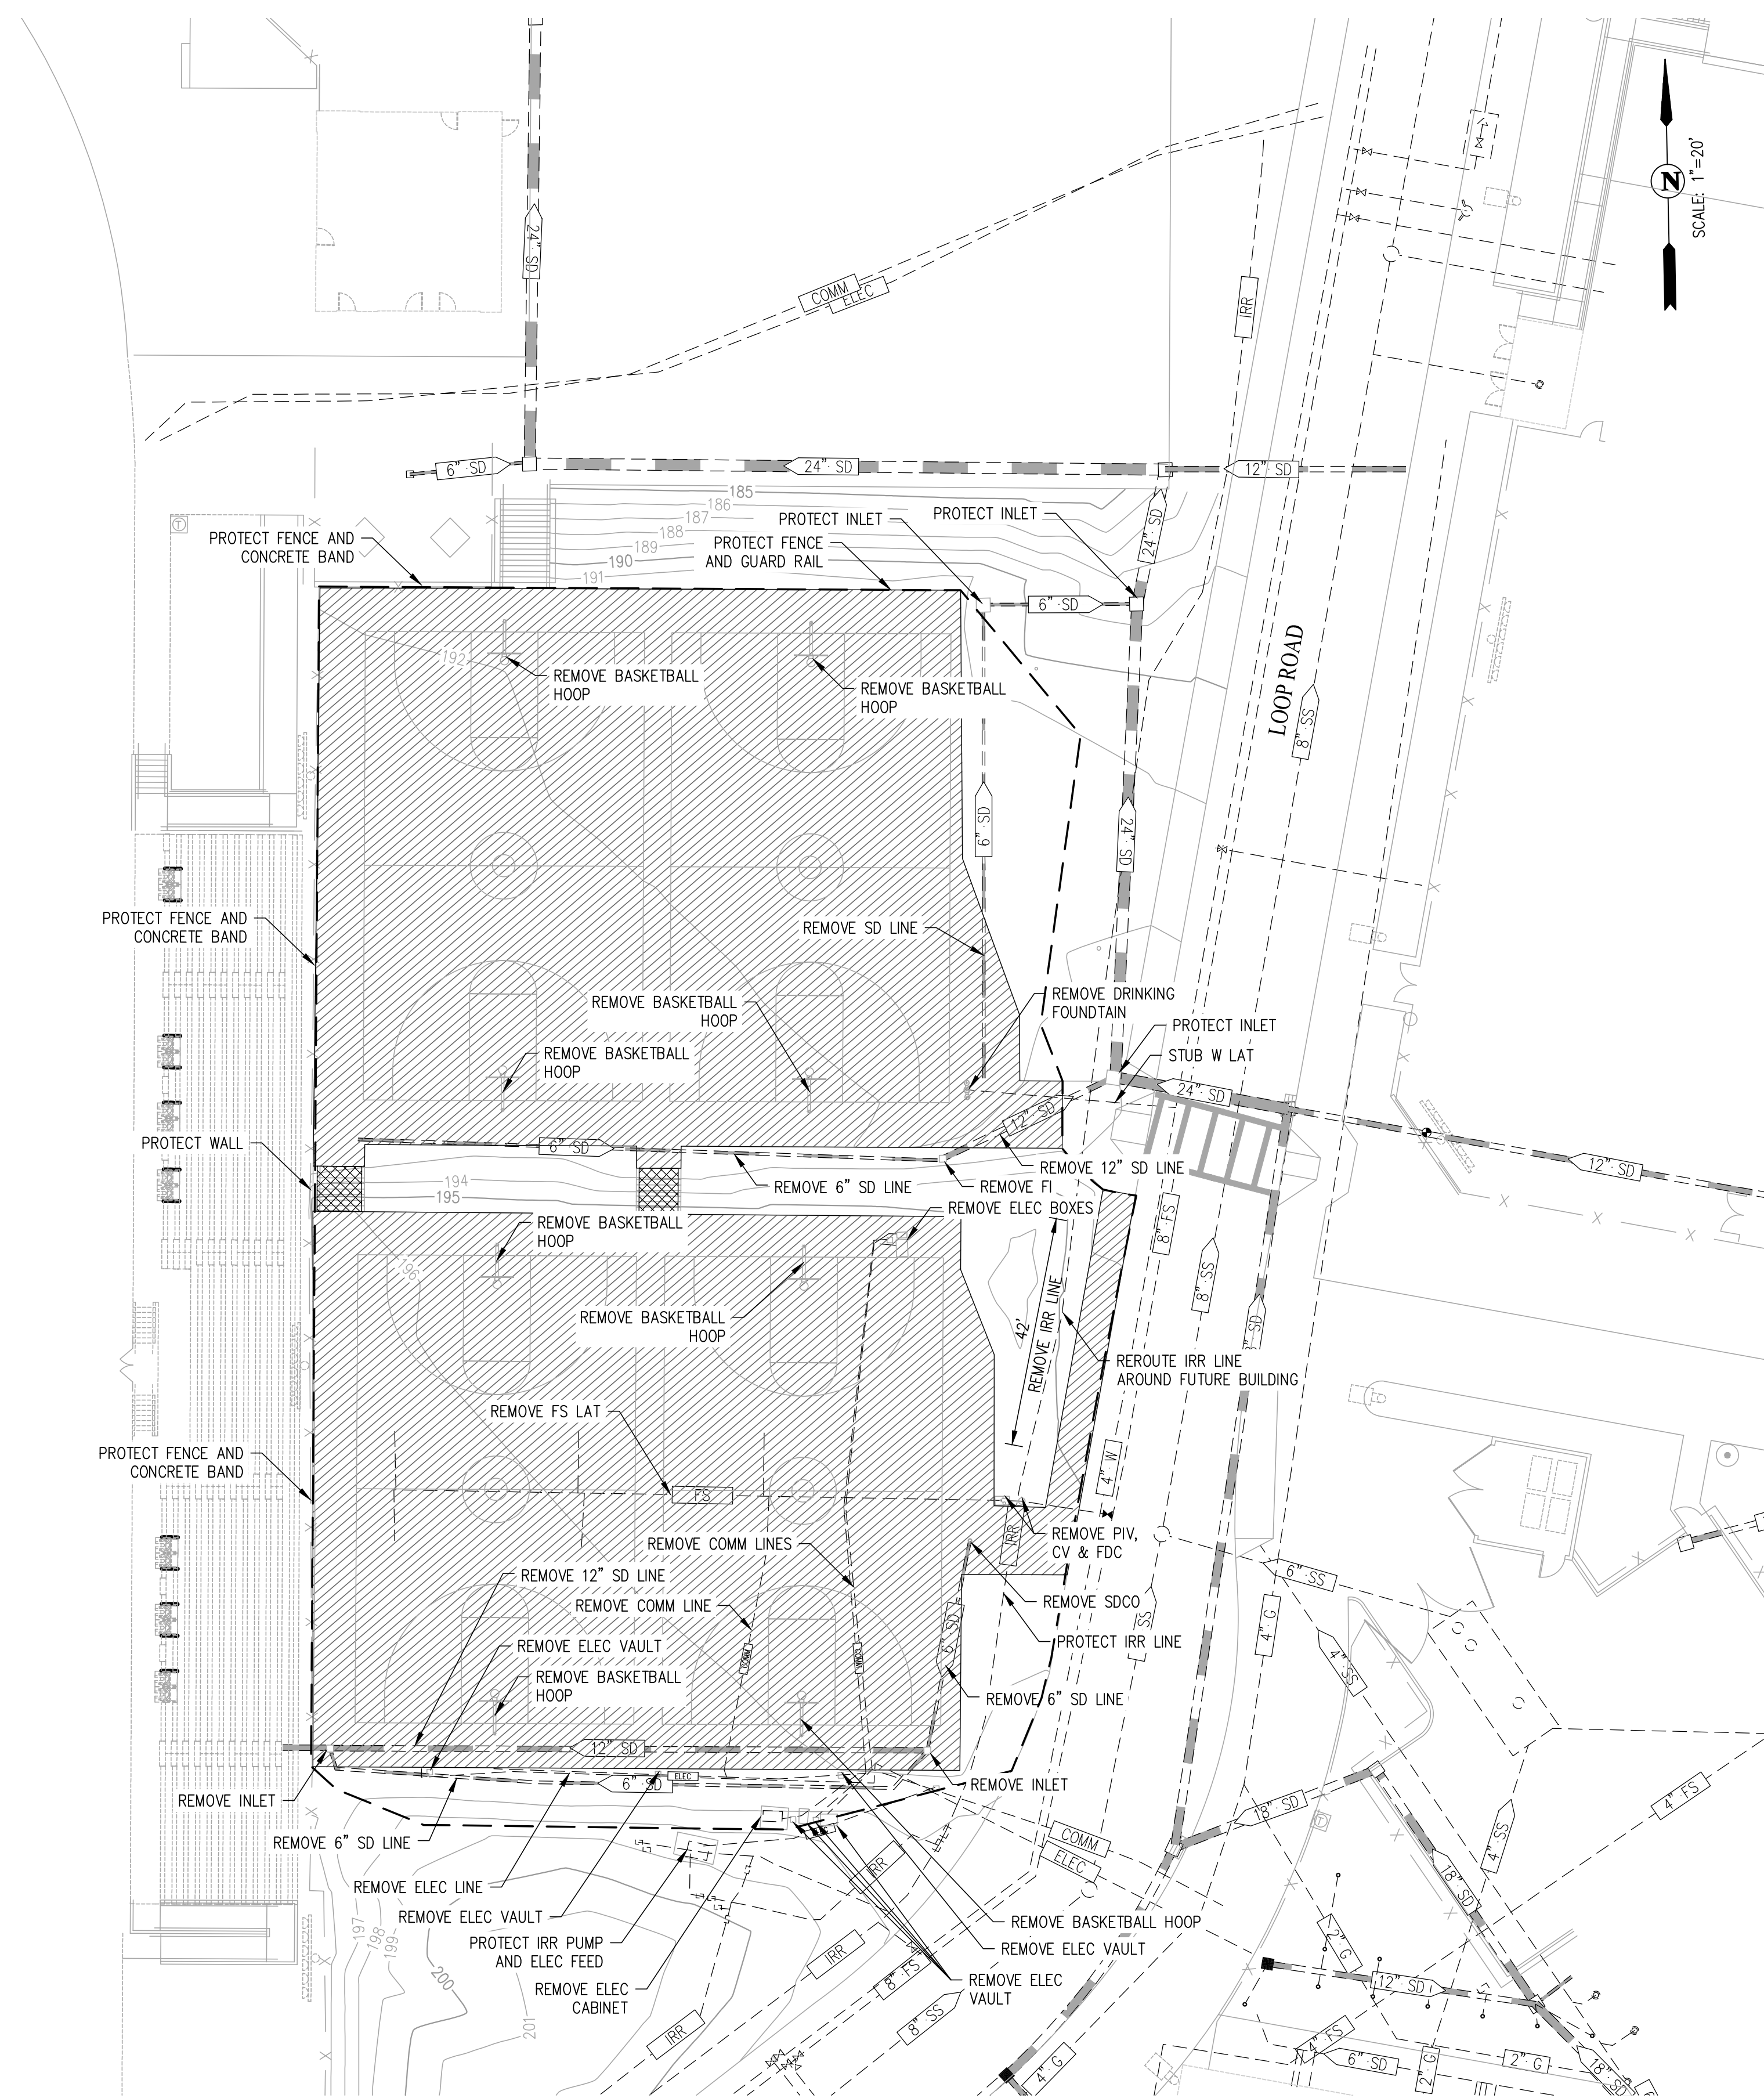 N
SCALE: 1"=20'
24" SD
COMM
ELEC
IRR
6" SD
24" SD
12" SD
185
186
187
188
189
190
191
PROTECT INLET
PROTECT INLET
24" SD
PROTECT FENCE AND
CONCRETE BAND
PROTECT FENCE
AND GUARD RAIL
6" SD
LOOP ROAD
8" SS
192
REMOVE BASKETBALL
HOOP
REMOVE BASKETBALL
HOOP
6" SD
24" SD
PROTECT FENCE AND
CONCRETE BAND
REMOVE SD LINE
REMOVE BASKETBALL
HOOP
REMOVE DRINKING
FOUNDTAIN
PROTECT INLET
STUB W LAT
REMOVE BASKETBALL
HOOP
24" SD
12" SD
PROTECT WALL
6" SD
12" SD
REMOVE 12" SD LINE
REMOVE 6" SD LINE
REMOVE FI
194
195
REMOVE ELEC BOXES
REMOVE BASKETBALL
HOOP
8" FS
8" SS
196
REMOVE BASKETBALL
HOOP
42'
REMOVE IRR LINE
SD
REROUTE IRR LINE
AROUND FUTURE BUILDING
REMOVE FS LAT
PROTECT FENCE AND
CONCRETE BAND
4" W
FS
IRR
REMOVE PIV,
CV & FDC
REMOVE COMM LINES
REMOVE 12" SD LINE
6" SS
REMOVE COMM LINE
REMOVE SDCO
SS
4" G
6" SD
REMOVE ELEC VAULT
PROTECT IRR LINE
4" SS
COMM
COMM
REMOVE BASKETBALL
HOOP
REMOVE 6" SD LINE
12" SD
ELEC
6" SD
REMOVE INLET
REMOVE INLET
4" FS
18" SD
REMOVE 6" SD LINE
COMM
ELEC
4" SS
IRR
REMOVE ELEC LINE
18" SD
REMOVE ELEC VAULT
197
198
199
200
201
REMOVE BASKETBALL HOOP
PROTECT IRR PUMP
AND ELEC FEED
REMOVE ELEC VAULT
IRR
2" G
REMOVE ELEC
CABINET
8" FS
REMOVE ELEC
VAULT
12" SD
8" SS
IRR
4" G
4" FS
6" SD
2" G
2" G
18" SD